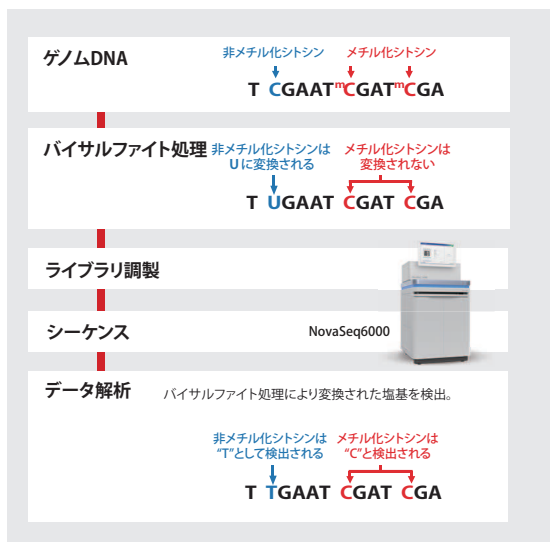 ゲノムDNA
非メチル化シトシン
メチル化シトシン
T CGAATmCGATmCGA
バイサルファイト処理
非メチル化シトシンは
Uに変換される
メチル化シトシンは
変換されない
T UGAAT CGAT CGA
ライブラリ調製
シーケンス
NovaSeq6000
データ解析
バイサルファイト処理により変換された塩基を検出。
非メチル化シトシンは
“T”として検出される
メチル化シトシンは
“C”と検出される
T TGAAT CGAT CGA